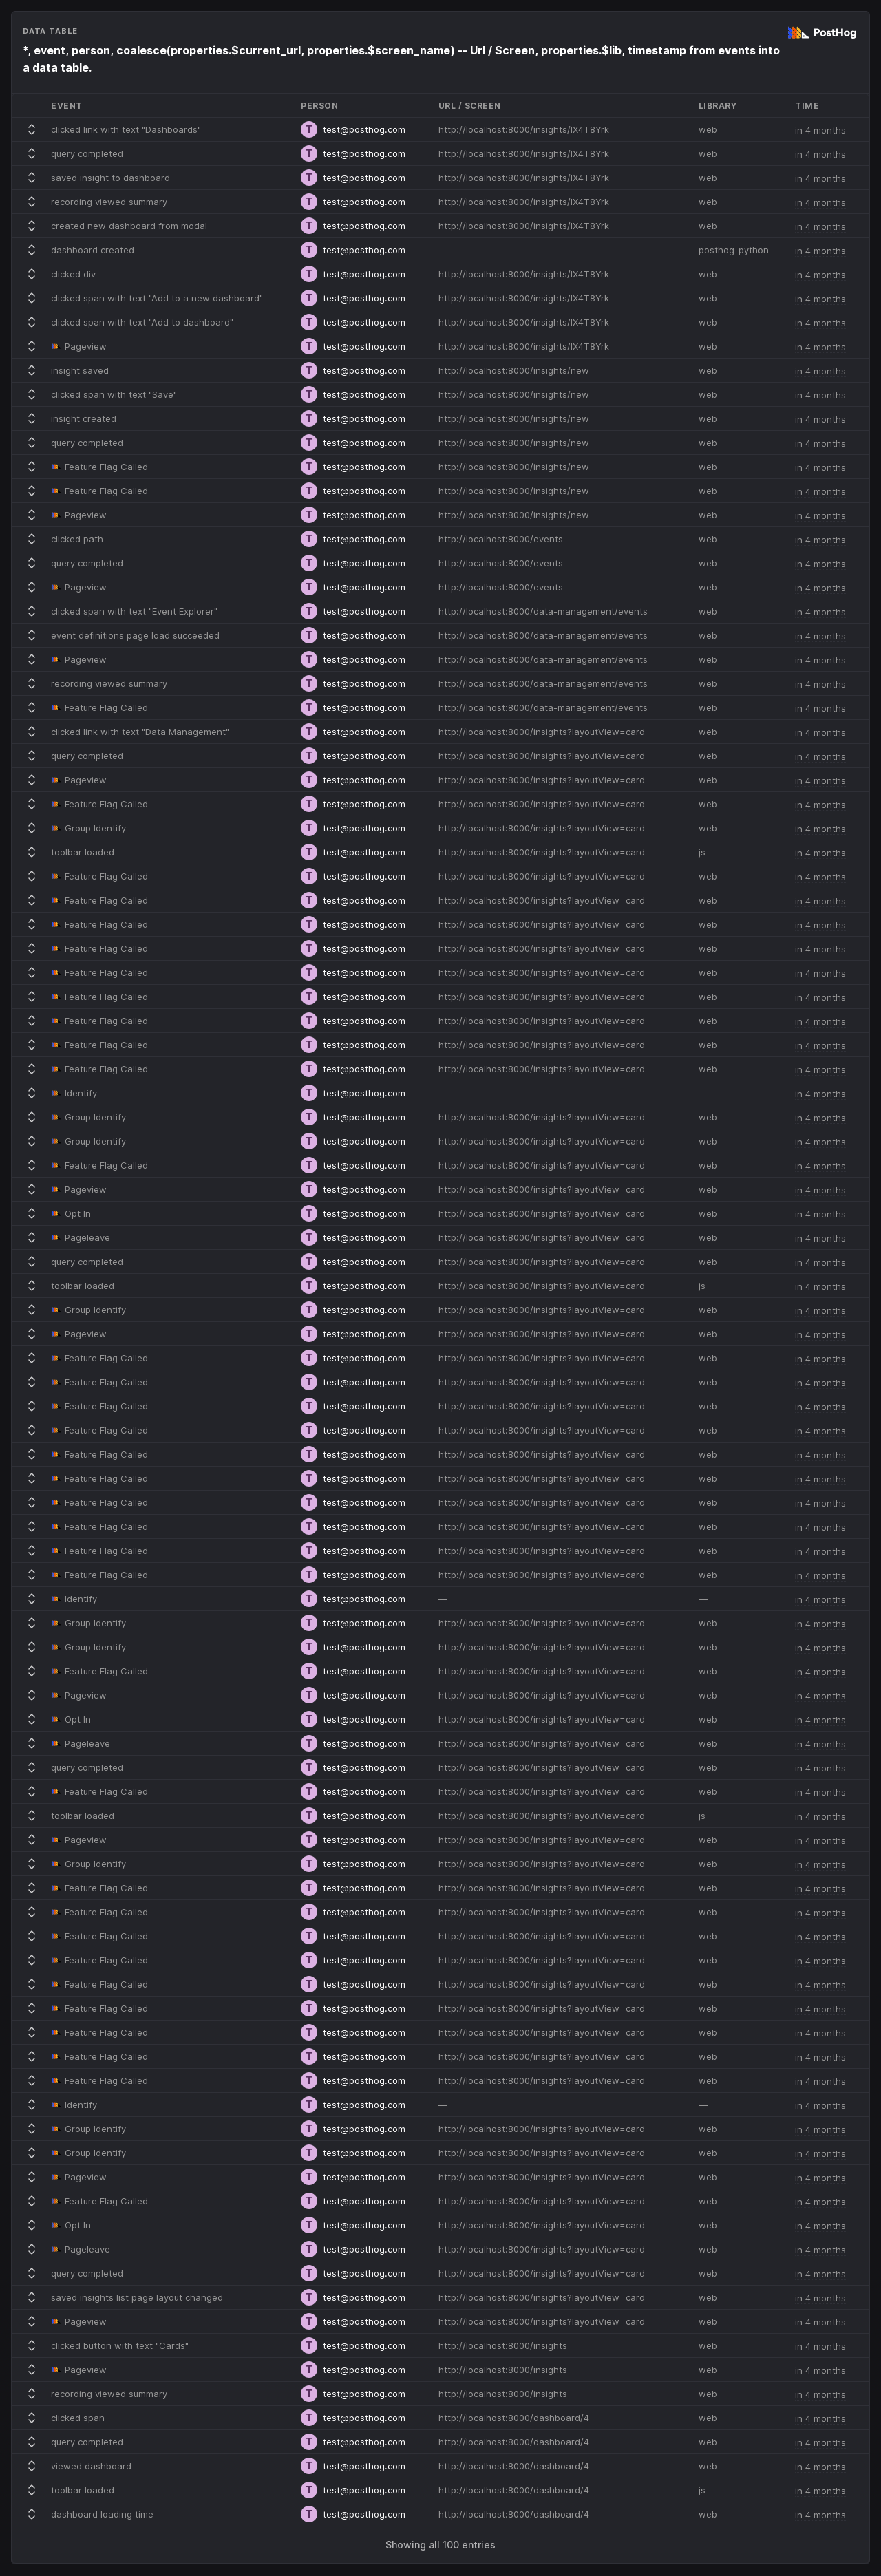 DATA TABLE
*, event, person, coalesce(properties.$current_url, properties.$screen_name) -- Url / Screen, properties.$lib, timestamp from events into
a data table.
PostHog
EVENT PERSON URL / SCREEN LIBRARY TIME
clicked link with text "Dashboards" T test@posthog.com http://localhost:8000/insights/IX4T8Yrk web in 4 months
query completed T test@posthog.com http://localhost:8000/insights/IX4T8Yrk web in 4 months
saved insight to dashboard T test@posthog.com http://localhost:8000/insights/IX4T8Yrk web in 4 months
recording viewed summary T test@posthog.com http://localhost:8000/insights/IX4T8Yrk web in 4 months
created new dashboard from modal T test@posthog.com http://localhost:8000/insights/IX4T8Yrk web in 4 months
dashboard created T test@posthog.com — posthog-python in 4 months
clicked div T test@posthog.com http://localhost:8000/insights/IX4T8Yrk web in 4 months
clicked span with text "Add to a new dashboard" T test@posthog.com http://localhost:8000/insights/IX4T8Yrk web in 4 months
clicked span with text "Add to dashboard" T test@posthog.com http://localhost:8000/insights/IX4T8Yrk web in 4 months
Pageview T test@posthog.com http://localhost:8000/insights/IX4T8Yrk web in 4 months
insight saved T test@posthog.com http://localhost:8000/insights/new web in 4 months
clicked span with text "Save" T test@posthog.com http://localhost:8000/insights/new web in 4 months
insight created T test@posthog.com http://localhost:8000/insights/new web in 4 months
query completed T test@posthog.com http://localhost:8000/insights/new web in 4 months
Feature Flag Called T test@posthog.com http://localhost:8000/insights/new web in 4 months
Feature Flag Called T test@posthog.com http://localhost:8000/insights/new web in 4 months
Pageview T test@posthog.com http://localhost:8000/insights/new web in 4 months
clicked path T test@posthog.com http://localhost:8000/events web in 4 months
query completed T test@posthog.com http://localhost:8000/events web in 4 months
Pageview T test@posthog.com http://localhost:8000/events web in 4 months
clicked span with text "Event Explorer" T test@posthog.com http://localhost:8000/data-management/events web in 4 months
event definitions page load succeeded T test@posthog.com http://localhost:8000/data-management/events web in 4 months
Pageview T test@posthog.com http://localhost:8000/data-management/events web in 4 months
recording viewed summary T test@posthog.com http://localhost:8000/data-management/events web in 4 months
Feature Flag Called T test@posthog.com http://localhost:8000/data-management/events web in 4 months
clicked link with text "Data Management" T test@posthog.com http://localhost:8000/insights?layoutView=card web in 4 months
query completed T test@posthog.com http://localhost:8000/insights?layoutView=card web in 4 months
Pageview T test@posthog.com http://localhost:8000/insights?layoutView=card web in 4 months
Feature Flag Called T test@posthog.com http://localhost:8000/insights?layoutView=card web in 4 months
Group Identify T test@posthog.com http://localhost:8000/insights?layoutView=card web in 4 months
toolbar loaded T test@posthog.com http://localhost:8000/insights?layoutView=card js in 4 months
Feature Flag Called T test@posthog.com http://localhost:8000/insights?layoutView=card web in 4 months
Feature Flag Called T test@posthog.com http://localhost:8000/insights?layoutView=card web in 4 months
Feature Flag Called T test@posthog.com http://localhost:8000/insights?layoutView=card web in 4 months
Feature Flag Called T test@posthog.com http://localhost:8000/insights?layoutView=card web in 4 months
Feature Flag Called T test@posthog.com http://localhost:8000/insights?layoutView=card web in 4 months
Feature Flag Called T test@posthog.com http://localhost:8000/insights?layoutView=card web in 4 months
Feature Flag Called T test@posthog.com http://localhost:8000/insights?layoutView=card web in 4 months
Feature Flag Called T test@posthog.com http://localhost:8000/insights?layoutView=card web in 4 months
Feature Flag Called T test@posthog.com http://localhost:8000/insights?layoutView=card web in 4 months
Identify T test@posthog.com — — in 4 months
Group Identify T test@posthog.com http://localhost:8000/insights?layoutView=card web in 4 months
Group Identify T test@posthog.com http://localhost:8000/insights?layoutView=card web in 4 months
Feature Flag Called T test@posthog.com http://localhost:8000/insights?layoutView=card web in 4 months
Pageview T test@posthog.com http://localhost:8000/insights?layoutView=card web in 4 months
Opt In T test@posthog.com http://localhost:8000/insights?layoutView=card web in 4 months
Pageleave T test@posthog.com http://localhost:8000/insights?layoutView=card web in 4 months
query completed T test@posthog.com http://localhost:8000/insights?layoutView=card web in 4 months
toolbar loaded T test@posthog.com http://localhost:8000/insights?layoutView=card js in 4 months
Group Identify T test@posthog.com http://localhost:8000/insights?layoutView=card web in 4 months
Pageview T test@posthog.com http://localhost:8000/insights?layoutView=card web in 4 months
Feature Flag Called T test@posthog.com http://localhost:8000/insights?layoutView=card web in 4 months
Feature Flag Called T test@posthog.com http://localhost:8000/insights?layoutView=card web in 4 months
Feature Flag Called T test@posthog.com http://localhost:8000/insights?layoutView=card web in 4 months
Feature Flag Called T test@posthog.com http://localhost:8000/insights?layoutView=card web in 4 months
Feature Flag Called T test@posthog.com http://localhost:8000/insights?layoutView=card web in 4 months
Feature Flag Called T test@posthog.com http://localhost:8000/insights?layoutView=card web in 4 months
Feature Flag Called T test@posthog.com http://localhost:8000/insights?layoutView=card web in 4 months
Feature Flag Called T test@posthog.com http://localhost:8000/insights?layoutView=card web in 4 months
Feature Flag Called T test@posthog.com http://localhost:8000/insights?layoutView=card web in 4 months
Feature Flag Called T test@posthog.com http://localhost:8000/insights?layoutView=card web in 4 months
Identify T test@posthog.com — — in 4 months
Group Identify T test@posthog.com http://localhost:8000/insights?layoutView=card web in 4 months
Group Identify T test@posthog.com http://localhost:8000/insights?layoutView=card web in 4 months
Feature Flag Called T test@posthog.com http://localhost:8000/insights?layoutView=card web in 4 months
Pageview T test@posthog.com http://localhost:8000/insights?layoutView=card web in 4 months
Opt In T test@posthog.com http://localhost:8000/insights?layoutView=card web in 4 months
Pageleave T test@posthog.com http://localhost:8000/insights?layoutView=card web in 4 months
query completed T test@posthog.com http://localhost:8000/insights?layoutView=card web in 4 months
Feature Flag Called T test@posthog.com http://localhost:8000/insights?layoutView=card web in 4 months
toolbar loaded T test@posthog.com http://localhost:8000/insights?layoutView=card js in 4 months
Pageview T test@posthog.com http://localhost:8000/insights?layoutView=card web in 4 months
Group Identify T test@posthog.com http://localhost:8000/insights?layoutView=card web in 4 months
Feature Flag Called T test@posthog.com http://localhost:8000/insights?layoutView=card web in 4 months
Feature Flag Called T test@posthog.com http://localhost:8000/insights?layoutView=card web in 4 months
Feature Flag Called T test@posthog.com http://localhost:8000/insights?layoutView=card web in 4 months
Feature Flag Called T test@posthog.com http://localhost:8000/insights?layoutView=card web in 4 months
Feature Flag Called T test@posthog.com http://localhost:8000/insights?layoutView=card web in 4 months
Feature Flag Called T test@posthog.com http://localhost:8000/insights?layoutView=card web in 4 months
Feature Flag Called T test@posthog.com http://localhost:8000/insights?layoutView=card web in 4 months
Feature Flag Called T test@posthog.com http://localhost:8000/insights?layoutView=card web in 4 months
Feature Flag Called T test@posthog.com http://localhost:8000/insights?layoutView=card web in 4 months
Identify T test@posthog.com — — in 4 months
Group Identify T test@posthog.com http://localhost:8000/insights?layoutView=card web in 4 months
Group Identify T test@posthog.com http://localhost:8000/insights?layoutView=card web in 4 months
Pageview T test@posthog.com http://localhost:8000/insights?layoutView=card web in 4 months
Feature Flag Called T test@posthog.com http://localhost:8000/insights?layoutView=card web in 4 months
Opt In T test@posthog.com http://localhost:8000/insights?layoutView=card web in 4 months
Pageleave T test@posthog.com http://localhost:8000/insights?layoutView=card web in 4 months
query completed T test@posthog.com http://localhost:8000/insights?layoutView=card web in 4 months
saved insights list page layout changed T test@posthog.com http://localhost:8000/insights?layoutView=card web in 4 months
Pageview T test@posthog.com http://localhost:8000/insights?layoutView=card web in 4 months
clicked button with text "Cards" T test@posthog.com http://localhost:8000/insights web in 4 months
Pageview T test@posthog.com http://localhost:8000/insights web in 4 months
recording viewed summary T test@posthog.com http://localhost:8000/insights web in 4 months
clicked span T test@posthog.com http://localhost:8000/dashboard/4 web in 4 months
query completed T test@posthog.com http://localhost:8000/dashboard/4 web in 4 months
viewed dashboard T test@posthog.com http://localhost:8000/dashboard/4 web in 4 months
toolbar loaded T test@posthog.com http://localhost:8000/dashboard/4 js in 4 months
dashboard loading time T test@posthog.com http://localhost:8000/dashboard/4 web in 4 months
Showing all 100 entries